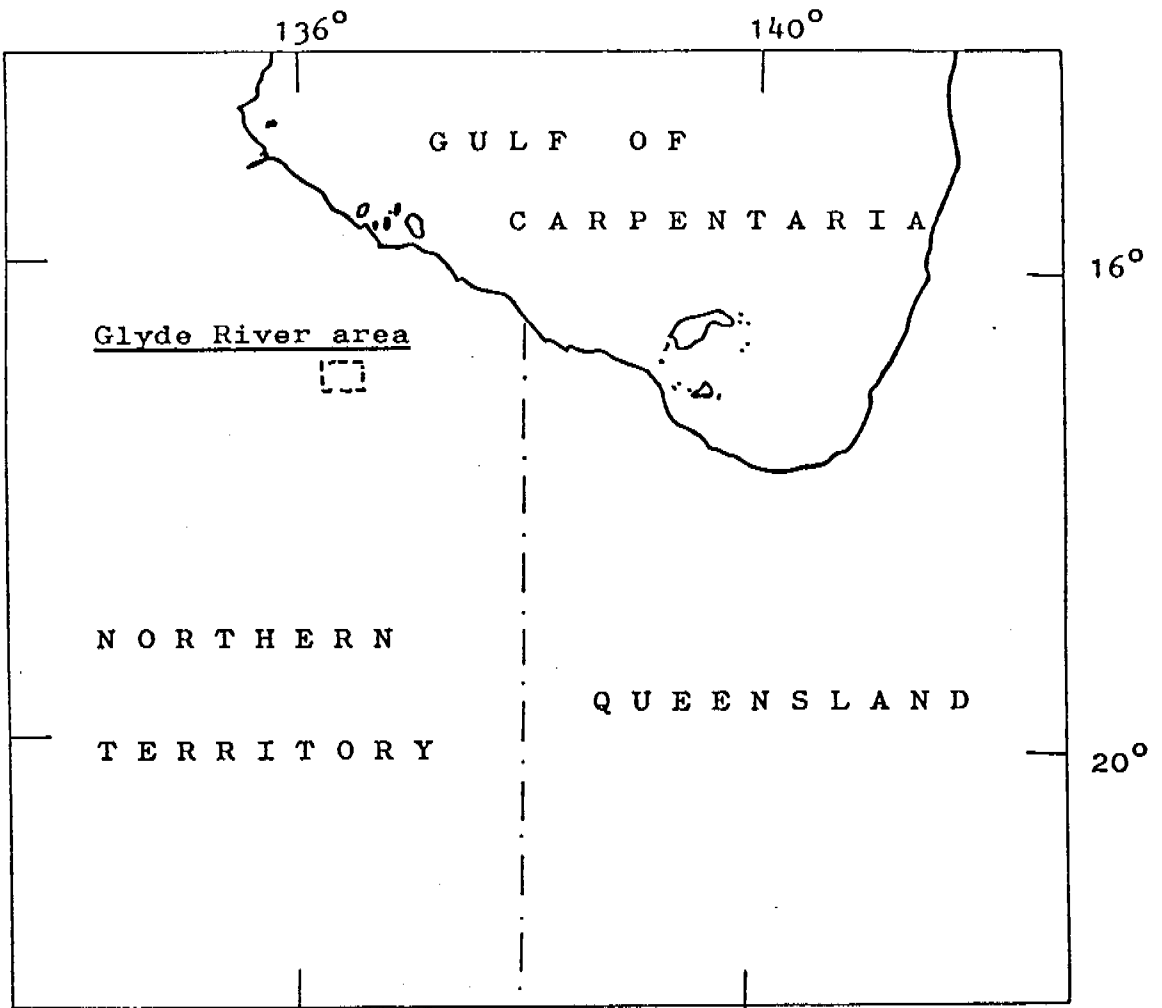 136° 140°
GULF OF
CARPENTARIA
16°
Glyde River area
NORTHERN
QUEENSLAND
TERRITORY
20°